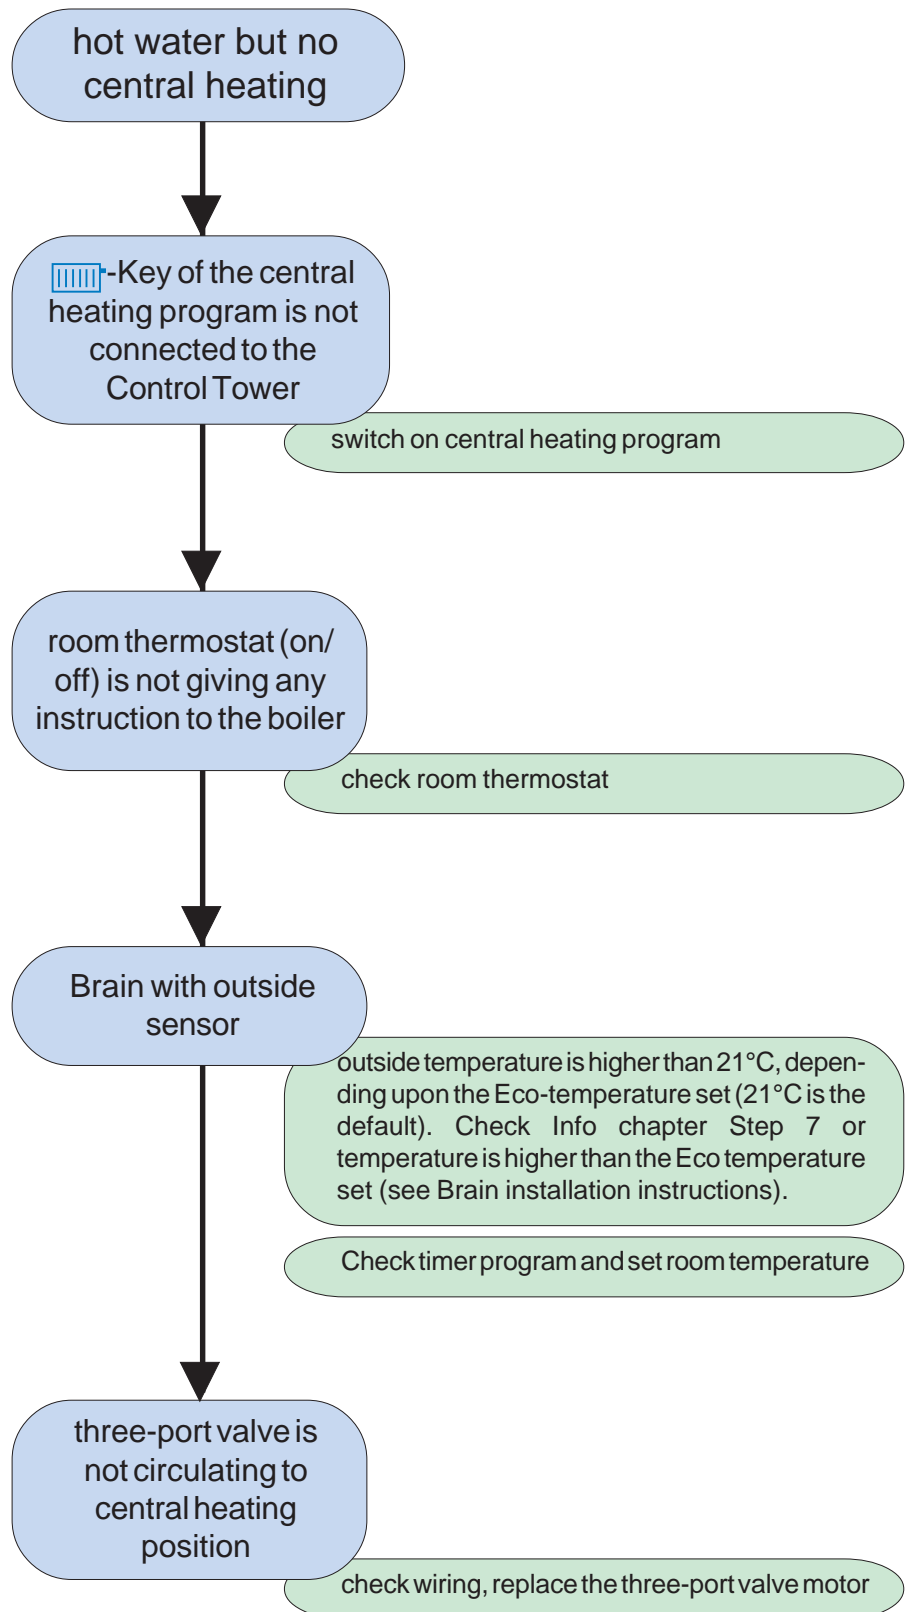 hot water but no
central heating
-Key of the central
heating program is not
connected to the
Control Tower
switch on central heating program
room thermostat (on/
off) is not giving any
instruction to the boiler
check room thermostat
Brain with outside
sensor
outside temperature is higher than 21°C, depen-
ding upon the Eco-temperature set (21°C is the
default). Check Info chapter Step 7 or
temperature is higher than the Eco temperature
set (see Brain installation instructions).
Check timer program and set room temperature
three-port valve is
not circulating to
central heating
position
check wiring, replace the three-port valve motor